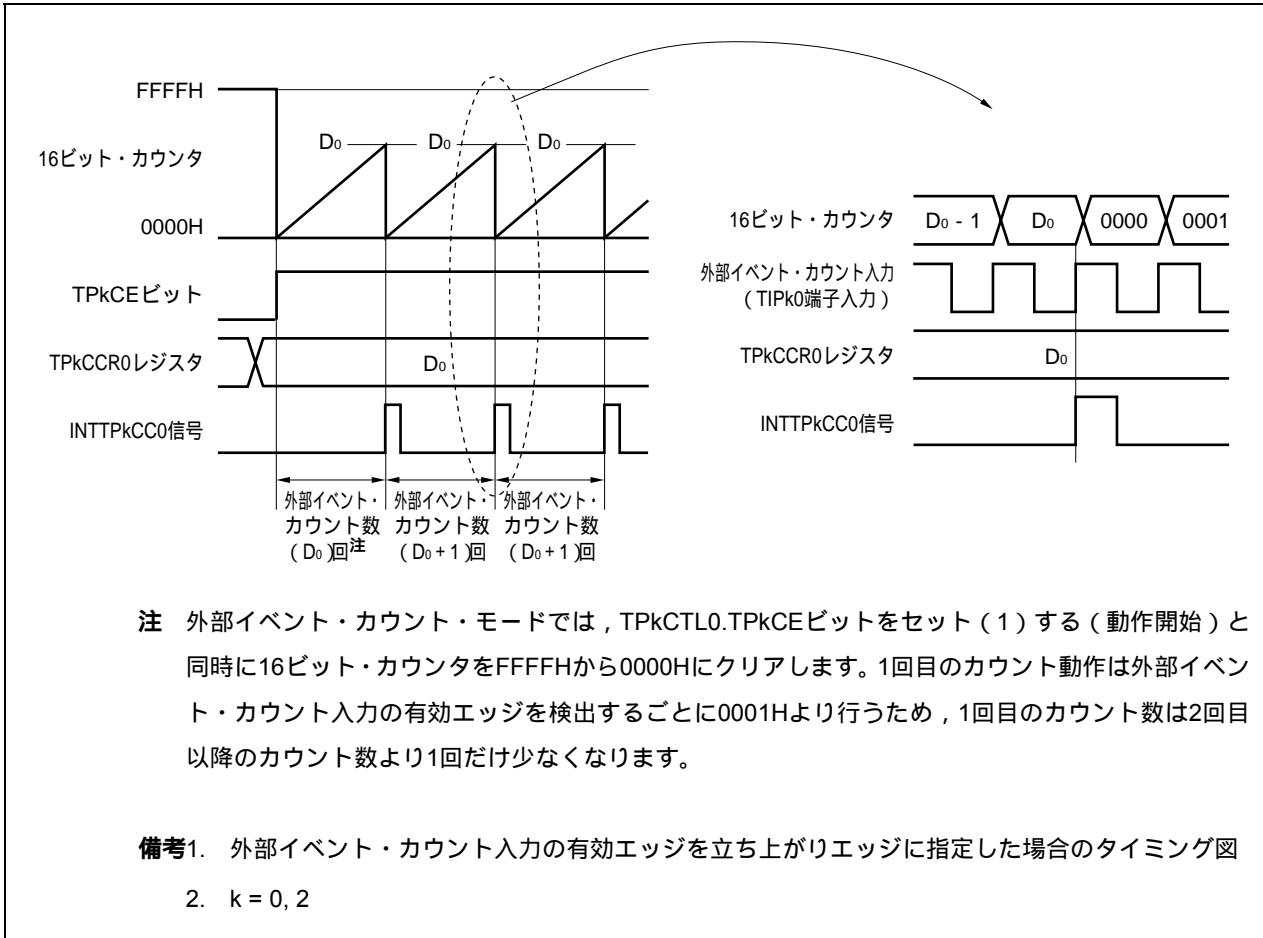 FFFFH
16ビット・カウンタ
0000H
D0 D0 D0
TPkCEビット
TPkCCR0レジスタ
D0
INTTPkCC0信号
外部イベント・
カウント数
(D0)回注
外部イベント・
カウント数
(D0+1)回
外部イベント・
カウント数
(D0+1)回
16ビット・カウンタ
D0 - 1 D0 0000 0001
外部イベント・カウント入力
(TIPk0端子入力)
TPkCCR0レジスタ
D0
INTTPkCC0信号
注 外部イベント・カウント・モードでは,TPkCTL0.TPkCEビットをセット(1)する(動作開始)と
同時に16ビット・カウンタをFFFFHから0000Hにクリアします。1回目のカウント動作は外部イベン
ト・カウント入力の有効エッジを検出するごとに0001Hより行うため,1回目のカウント数は2回目
以降のカウント数より1回だけ少なくなります。
備考1. 外部イベント・カウント入力の有効エッジを立ち上がりエッジに指定した場合のタイミング図
2. k = 0, 2